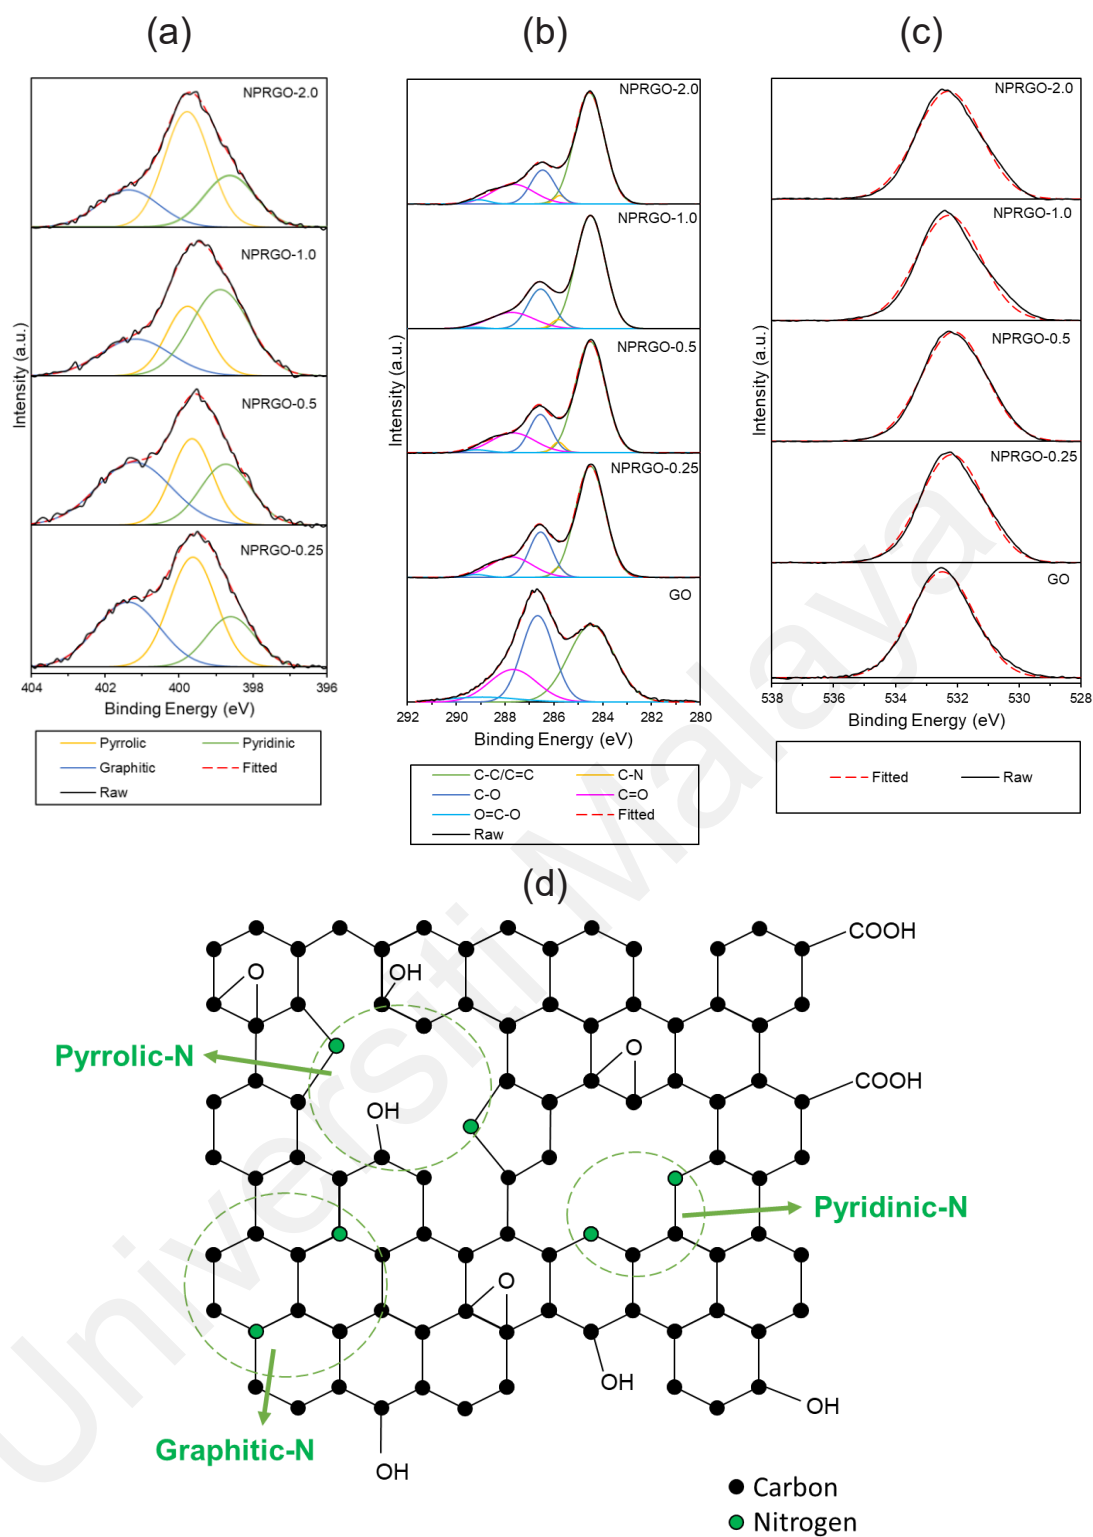 (a)
NPRGO-2.0
NPRGO-1.0
NPRGO-0.5
NPRGO-0.25
Intensity (a.u.)
404 402 400 398 396
Binding Energy (eV)
Pyrrolic Pyridinic
Graphitic Fitted
Raw
(b)
NPRGO-2.0
NPRGO-1.0
NPRGO-0.5
NPRGO-0.25
GO
Intensity (a.u.)
292 290 288 286 284 282 280
Binding Energy (eV)
C-C/C=C C-N
C-O C=O
O=C-O Fitted
Raw
(c)
NPRGO-2.0
NPRGO-1.0
NPRGO-0.5
NPRGO-0.25
GO
Intensity (a.u.)
538 536 534 532 530 528
Binding Energy (eV)
Fitted Raw
(d)
COOH
O
OH
Pyrrolic-N
O
COOH
OH
Pyridinic-N
O
OH
OH
Graphitic-N
OH
Carbon
Nitrogen
Universiti Malaya